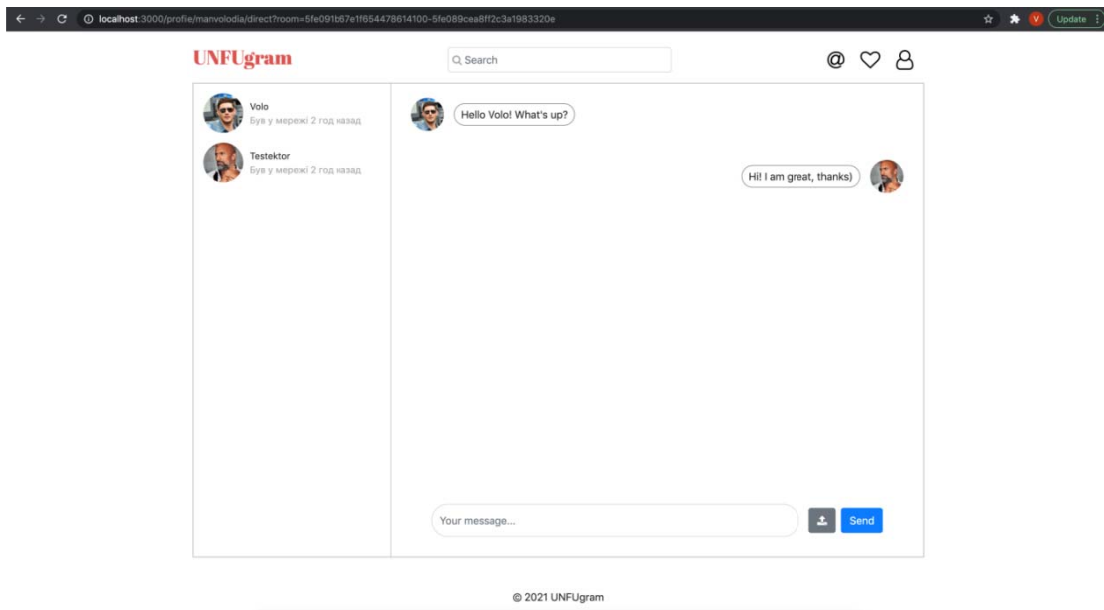 localhost:3000/profie/manvolodia/direct?room=5fe091b67e1f654478614100-5fe089cea8ff2c3a1983320e
V
Update
UNFUgram
Search
@
Volo
Був у мережі 2 год назад
Testektor
Був у мережі 2 год назад
Hello Volo! What's up?
Hi! I am great, thanks)
Your message...
Send
© 2021 UNFUgram